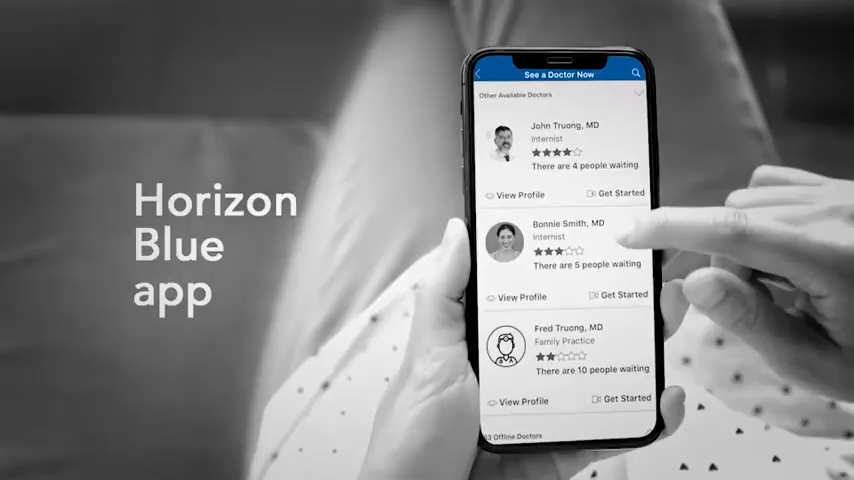 Horizon
Blue
app
See a Doctor Now
Other Available Doctors
John Truong, MD
Internist
There are 4 people waiting
View Profile
Get Started
Bonnie Smith, MD
Internist
There are 5 people waiting
View Profile
Get Started
Fred Truong, MD
Family Practice
There are 10 people waiting
View Profile
Get Started
63 Offline Doctors